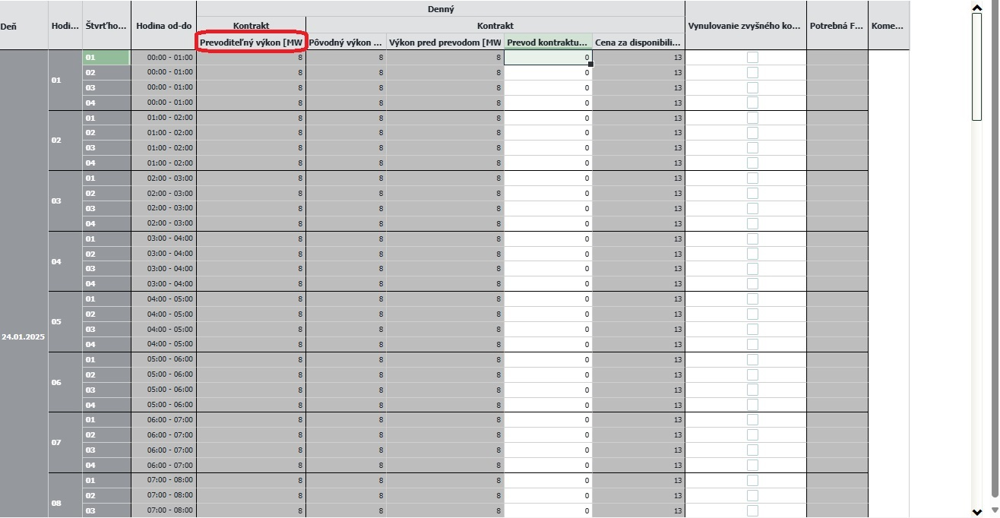 Denný
Deň Hodi... Štvrťho... Hodina od-do Kontrakt Kontrakt Vynulovanie zvyšného ko... Potrebná F... Kome...
Prevoditeľný výkon [MW Pôvodný výkon ... Výkon pred prevodom [MW Prevod kontraktu... Cena za disponibili...
24.01.2025
01
01 00:00 - 01:00 8 8 8 0 13
02 00:00 - 01:00 8 8 8 0 13
03 00:00 - 01:00 8 8 8 0 13
04 00:00 - 01:00 8 8 8 0 13
02
01 01:00 - 02:00 8 8 8 0 13
02 01:00 - 02:00 8 8 8 0 13
03 01:00 - 02:00 8 8 8 0 13
04 01:00 - 02:00 8 8 8 0 13
03
01 02:00 - 03:00 8 8 8 0 13
02 02:00 - 03:00 8 8 8 0 13
03 02:00 - 03:00 8 8 8 0 13
04 02:00 - 03:00 8 8 8 0 13
04
01 03:00 - 04:00 8 8 8 0 13
02 03:00 - 04:00 8 8 8 0 13
03 03:00 - 04:00 8 8 8 0 13
04 03:00 - 04:00 8 8 8 0 13
05
01 04:00 - 05:00 8 8 8 0 13
02 04:00 - 05:00 8 8 8 0 13
03 04:00 - 05:00 8 8 8 0 13
04 04:00 - 05:00 8 8 8 0 13
06
01 05:00 - 06:00 8 8 8 0 13
02 05:00 - 06:00 8 8 8 0 13
03 05:00 - 06:00 8 8 8 0 13
04 05:00 - 06:00 8 8 8 0 13
07
01 06:00 - 07:00 8 8 8 0 13
02 06:00 - 07:00 8 8 8 0 13
03 06:00 - 07:00 8 8 8 0 13
04 06:00 - 07:00 8 8 8 0 13
08
01 07:00 - 08:00 8 8 8 0 13
02 07:00 - 08:00 8 8 8 0 13
03 07:00 - 08:00 8 8 8 0 13